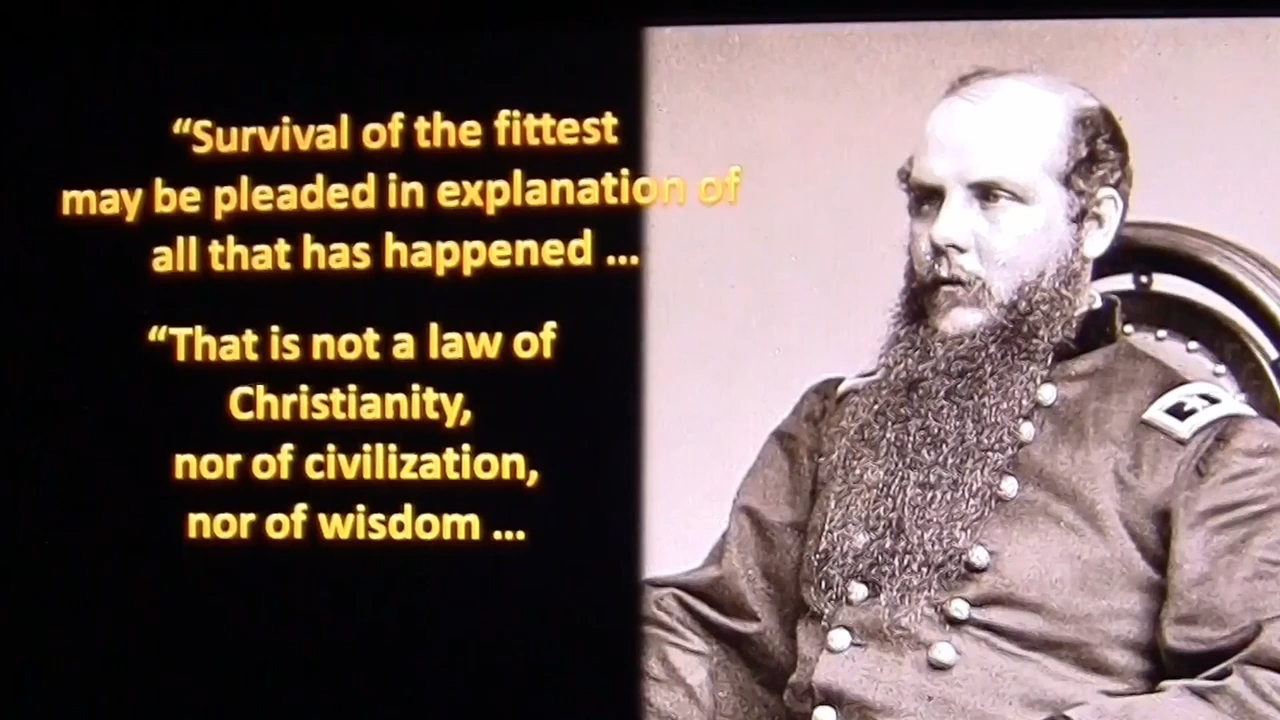 “Survival of the fittest
may be pleaded in explanation of
all that has happened ...
“That is not a law of
Christianity,
nor of civilization,
nor of wisdom ...